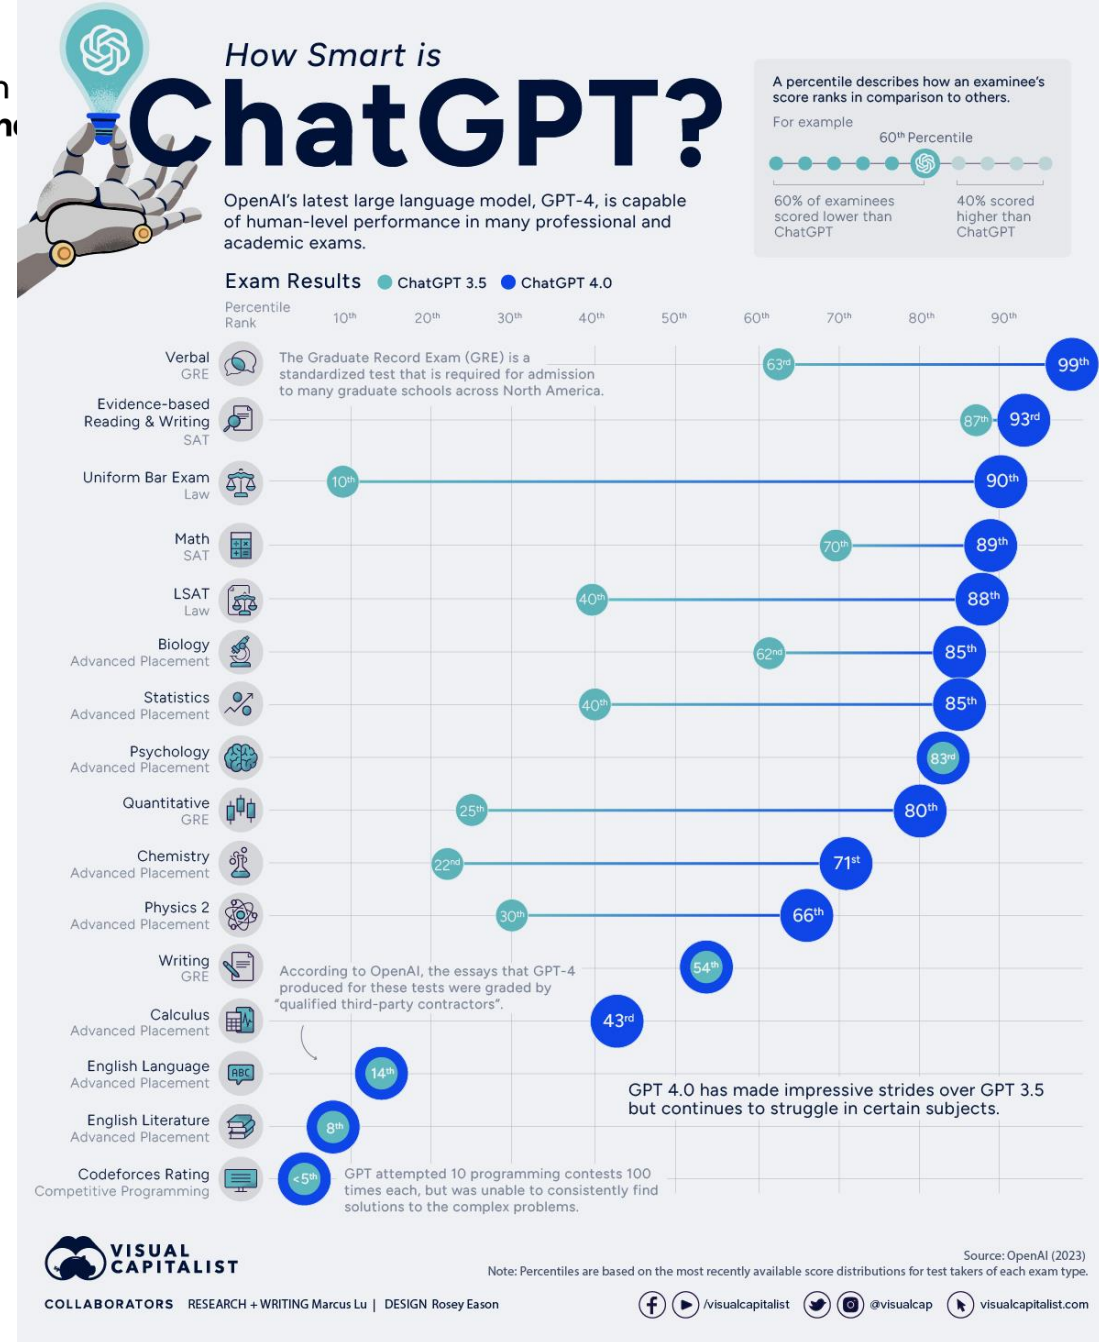 How Smart is
ChatGPT?
OpenAI's latest large language model, GPT-4, is capable
of human-level performance in many professional and
academic exams.
A percentile describes how an examinee's
score ranks in comparison to others.
For example
60th Percentile
60% of examinees
scored lower than
ChatGPT
40% scored
higher than
ChatGPT
Exam Results ChatGPT 3.5 ChatGPT 4.0
Percentile
Rank
10th 20th 30th 40th 50th 60th 70th 80th 90th
Verbal
GRE
The Graduate Record Exam (GRE) is a
standardized test that is required for admission
to many graduate schools across North America.
63rd 99th
Evidence-based
Reading & Writing
SAT
87th 93rd
Uniform Bar Exam
Law
10th 90th
Math
SAT
70th 89th
LSAT
Law
40th 88th
Biology
Advanced Placement
62nd 85th
Statistics
Advanced Placement
40th 85th
Psychology
Advanced Placement
83rd
Quantitative
GRE
25th 80th
Chemistry
Advanced Placement
22nd 71st
Physics 2
Advanced Placement
30th 66th
Writing
GRE
54th
According to OpenAI, the essays that GPT-4
produced for these tests were graded by
"qualified third-party contractors".
Calculus
Advanced Placement
43rd
English Language
Advanced Placement
ABC
14th
GPT 4.0 has made impressive strides over GPT 3.5
but continues to struggle in certain subjects.
English Literature
Advanced Placement
8th
Codeforces Rating
Competitive Programming
<5th
GPT attempted 10 programming contests 100
times each, but was unable to consistently find
solutions to the complex problems.
VISUAL
CAPITALIST
Source: OpenAI (2023)
Note: Percentiles are based on the most recently available score distributions for test takers of each exam type.
COLLABORATORS RESEARCH + WRITING Marcus Lu | DESIGN Rosey Eason
/visualcapitalist @visualcap visualcapitalist.com